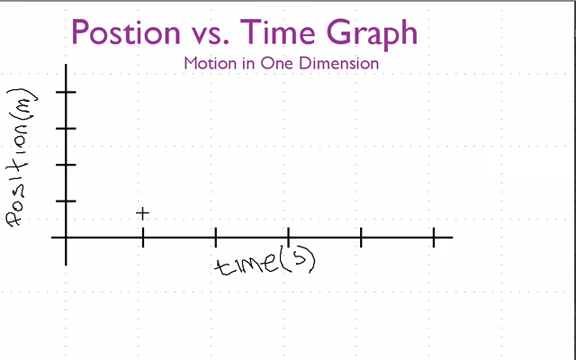 Postion vs. Time Graph
Motion in One Dimension
Position(m)
time(s)